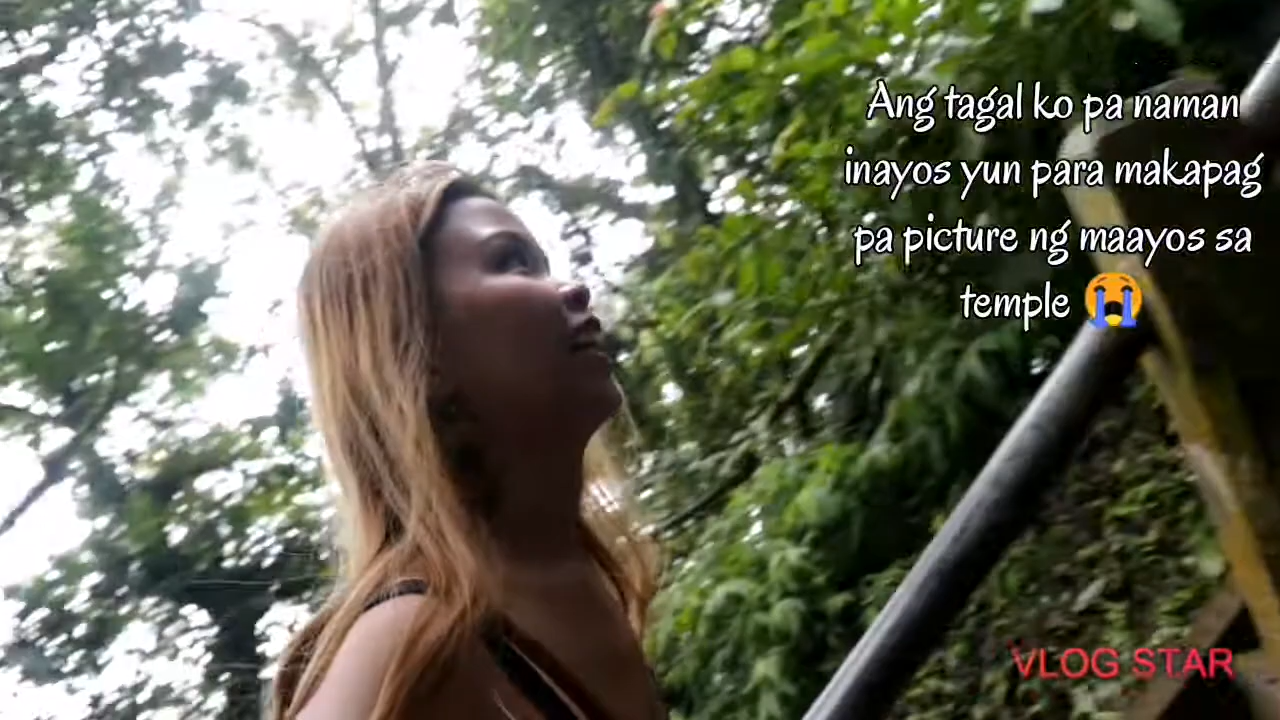 Ang tagal ko pa naman
inayos yun para makapag
pa picture ng maayos sa
temple 😭
VLOG STAR